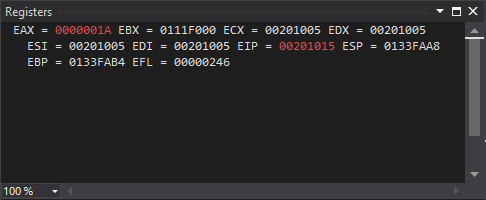 Registers
EAX = 0000001A EBX = 0111F000 ECX = 00201005 EDX = 00201005
ESI = 00201005 EDI = 00201005 EIP = 00201015 ESP = 0133FAA8
EBP = 0133FAB4 EFL = 00000246
100 %